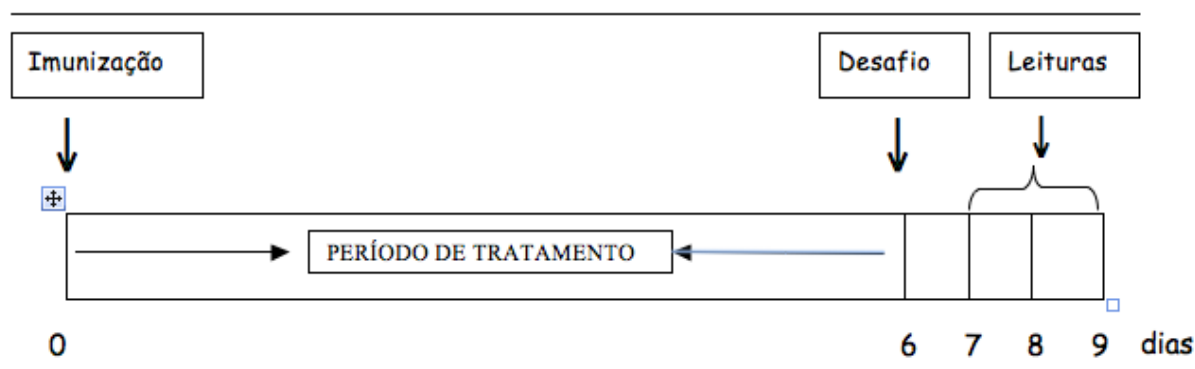 Imunização
Desafio
Leituras
PERÍODO DE TRATAMENTO
0 6 7 8 9 dias